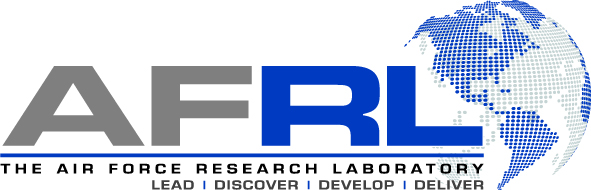 AFRL
THE AIR FORCE RESEARCH LABORATORY
LEAD | DISCOVER | DEVELOP | DELIVER